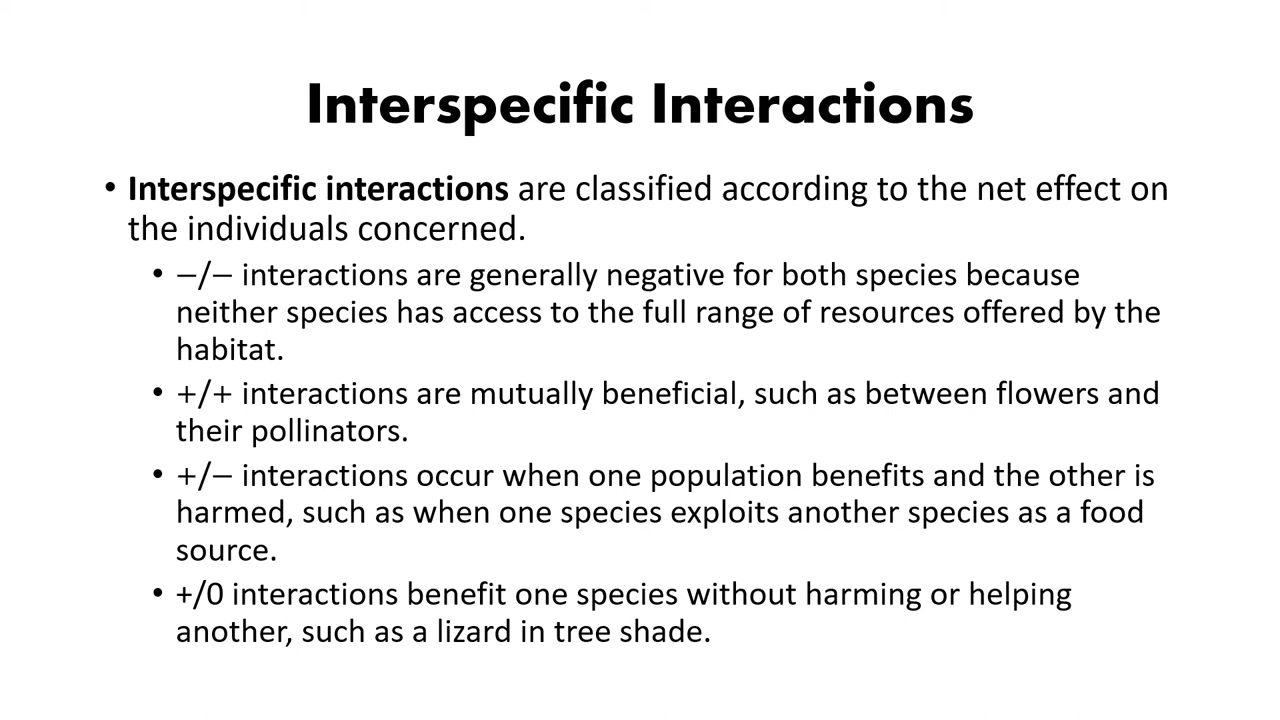 Interspecific Interactions
• Interspecific interactions are classified according to the net effect on
the individuals concerned.
• −/− interactions are generally negative for both species because
neither species has access to the full range of resources offered by the
habitat.
• +/+ interactions are mutually beneficial, such as between flowers and
their pollinators.
• +/− interactions occur when one population benefits and the other is
harmed, such as when one species exploits another species as a food
source.
• +/0 interactions benefit one species without harming or helping
another, such as a lizard in tree shade.